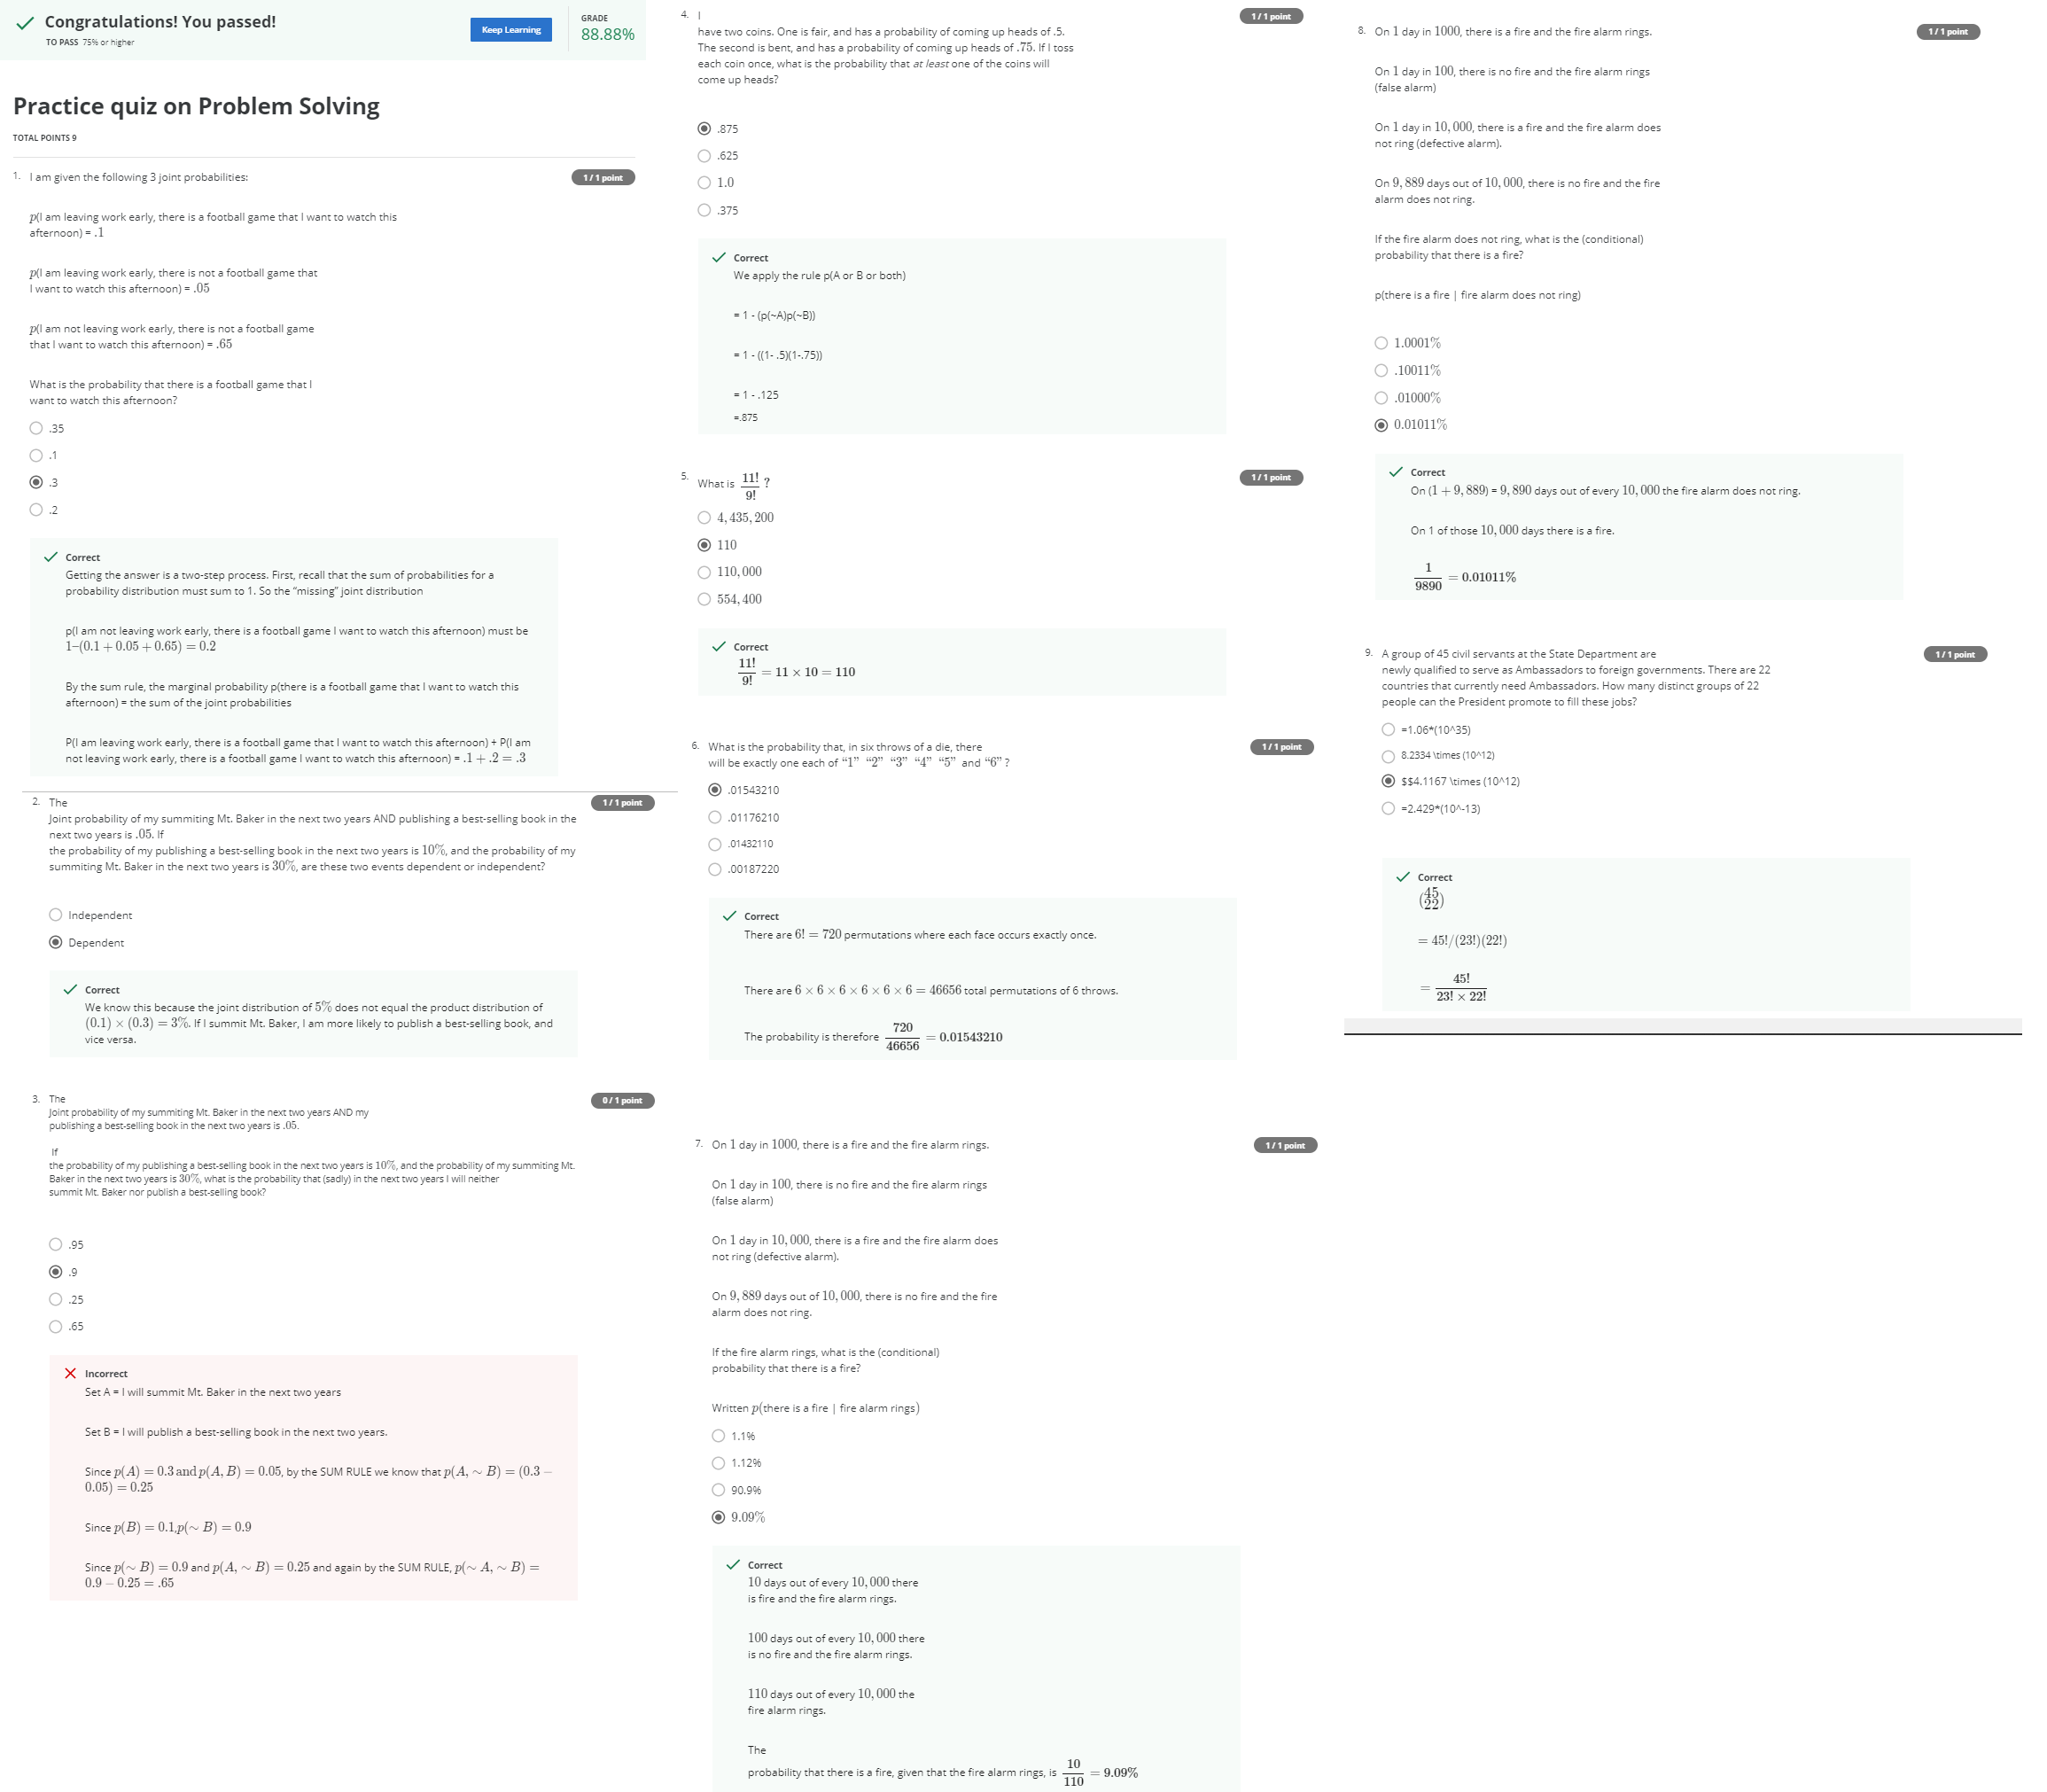 Congratulations! You passed!
TO PASS 75% or higher
Keep Learning
GRADE
88.88%
Practice quiz on Problem Solving
TOTAL POINTS 9
1. I am given the following 3 joint probabilities:
1 / 1 point
p(I am leaving work early, there is a football game that I want to watch this
afternoon) = .1
p(I am leaving work early, there is not a football game that
I want to watch this afternoon) = .05
p(I am not leaving work early, there is not a football game
that I want to watch this afternoon) = .65
What is the probability that there is a football game that I
want to watch this afternoon?
.35
.1
.3
.2
Correct
Getting the answer is a two-step process. First, recall that the sum of probabilities for a
probability distribution must sum to 1. So the "missing" joint distribution
p(I am not leaving work early, there is a football game I want to watch this afternoon) must be
1–(0.1 + 0.05 + 0.65) = 0.2
By the sum rule, the marginal probability p(there is a football game that I want to watch this
afternoon) = the sum of the joint probabilities
P(I am leaving work early, there is a football game that I want to watch this afternoon) + P(I am
not leaving work early, there is a football game I want to watch this afternoon) = .1 + .2 = .3
2. The
1 / 1 point
Joint probability of my summiting Mt. Baker in the next two years AND publishing a best-selling book in the
next two years is .05. If
the probability of my publishing a best-selling book in the next two years is 10%, and the probability of my
summiting Mt. Baker in the next two years is 30%, are these two events dependent or independent?
Independent
Dependent
Correct
We know this because the joint distribution of 5% does not equal the product distribution of
(0.1) × (0.3) = 3%. If I summit Mt. Baker, I am more likely to publish a best-selling book, and
vice versa.
3. The
0 / 1 point
Joint probability of my summiting Mt. Baker in the next two years AND my
publishing a best-selling book in the next two years is .05.
If
the probability of my publishing a best-selling book in the next two years is 10%, and the probability of my summiting Mt.
Baker in the next two years is 30%, what is the probability that (sadly) in the next two years I will neither
summit Mt. Baker nor publish a best-selling book?
.95
.9
.25
.65
Incorrect
Set A = I will summit Mt. Baker in the next two years
Set B = I will publish a best-selling book in the next two years.
Since p(A) = 0.3 and p(A, B) = 0.05, by the SUM RULE we know that p(A, ∼ B) = (0.3 −
0.05) = 0.25
Since p(B) = 0.1,p(∼ B) = 0.9
Since p(∼ B) = 0.9 and p(A, ∼ B) = 0.25 and again by the SUM RULE, p(∼ A, ∼ B) =
0.9 − 0.25 = .65
4. I
1 / 1 point
have two coins. One is fair, and has a probability of coming up heads of .5.
The second is bent, and has a probability of coming up heads of .75. If I toss
each coin once, what is the probability that at least one of the coins will
come up heads?
.875
.625
1.0
.375
Correct
We apply the rule p(A or B or both)
= 1 - (p(~A)p(~B))
= 1 - ((1- .5)(1-.75))
= 1 - .125
=.875
5. What is 11!/9! ?
1 / 1 point
4, 435, 200
110
110, 000
554, 400
Correct
11!/9! = 11 × 10 = 110
6. What is the probability that, in six throws of a die, there
1 / 1 point
will be exactly one each of “1” “2” “3” “4” “5” and “6” ?
.01543210
.01176210
.01432110
.00187220
Correct
There are 6! = 720 permutations where each face occurs exactly once.
There are 6 × 6 × 6 × 6 × 6 × 6 = 46656 total permutations of 6 throws.
The probability is therefore 720/46656 = 0.01543210
7. On 1 day in 1000, there is a fire and the fire alarm rings.
1 / 1 point
On 1 day in 100, there is no fire and the fire alarm rings
(false alarm)
On 1 day in 10, 000, there is a fire and the fire alarm does
not ring (defective alarm).
On 9, 889 days out of 10, 000, there is no fire and the fire
alarm does not ring.
If the fire alarm rings, what is the (conditional)
probability that there is a fire?
Written p(there is a fire | fire alarm rings)
1.1%
1.12%
90.9%
9.09%
Correct
10 days out of every 10, 000 there
is fire and the fire alarm rings.
100 days out of every 10, 000 there
is no fire and the fire alarm rings.
110 days out of every 10, 000 the
fire alarm rings.
The
probability that there is a fire, given that the fire alarm rings, is 10/110 = 9.09%
8. On 1 day in 1000, there is a fire and the fire alarm rings.
1 / 1 point
On 1 day in 100, there is no fire and the fire alarm rings
(false alarm)
On 1 day in 10, 000, there is a fire and the fire alarm does
not ring (defective alarm).
On 9, 889 days out of 10, 000, there is no fire and the fire
alarm does not ring.
If the fire alarm does not ring, what is the (conditional)
probability that there is a fire?
p(there is a fire | fire alarm does not ring)
1.0001%
.10011%
.01000%
0.01011%
Correct
On (1 + 9, 889) = 9, 890 days out of every 10, 000 the fire alarm does not ring.
On 1 of those 10, 000 days there is a fire.
1/9890 = 0.01011%
9. A group of 45 civil servants at the State Department are
1 / 1 point
newly qualified to serve as Ambassadors to foreign governments. There are 22
countries that currently need Ambassadors. How many distinct groups of 22
people can the President promote to fill these jobs?
=1.06*(10^35)
8.2334 \times (10^12)
$$4.1167 \times (10^12)
=2.429*(10^-13)
Correct
(45 22)
= 45!/(23!)(22!)
= 45!/23! × 22!